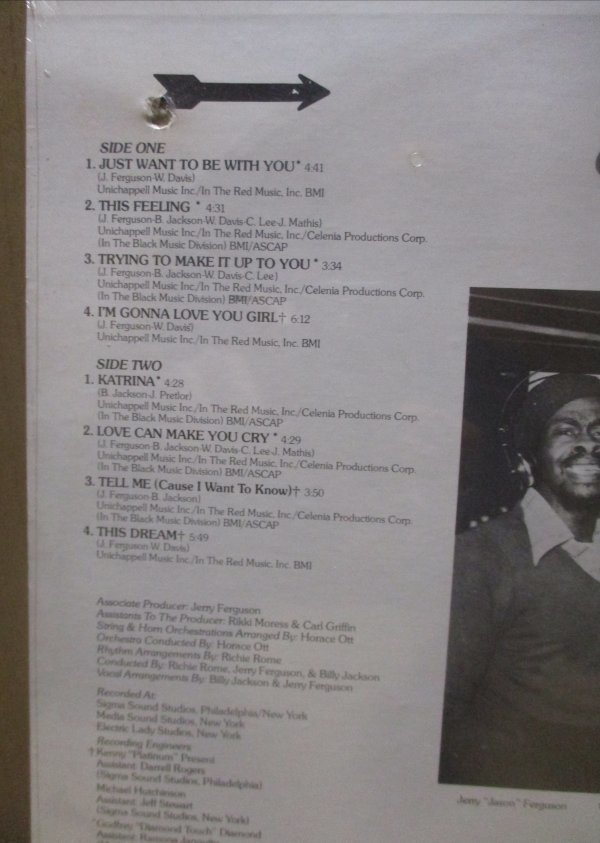 SIDE ONE
1. JUST WANT TO BE WITH YOU* 4:41
(J. Ferguson-W. Davis)
Unichappell Music Inc./In The Red Music, Inc. BMI
2. THIS FEELING * 4:31
(J. Ferguson-B. Jackson-W. Davis-C. Lee-J. Mathis)
Unichappell Music Inc./In The Red Music, Inc./Celenia Productions Corp.
(In The Black Music Division) BMI/ASCAP
3. TRYING TO MAKE IT UP TO YOU* 3:34
(J. Ferguson-B. Jackson-W. Davis-C. Lee)
Unichappell Music Inc./In The Red Music, Inc./Celenia Productions Corp.
(In The Black Music Division) BMI/ASCAP
4. I'M GONNA LOVE YOU GIRL† 6:12
(J. Ferguson-W. Davis)
Unichappell Music Inc./In The Red Music, Inc. BMI
SIDE TWO
1. KATRINA* 4:28
(B. Jackson-J. Pretlor)
Unichappell Music Inc./In The Red Music, Inc./Celenia Productions Corp.
(In The Black Music Division) BMI/ASCAP
2. LOVE CAN MAKE YOU CRY * 4:29
(J. Ferguson-B. Jackson-W. Davis-C. Lee-J. Mathis)
Unichappell Music Inc./In The Red Music, Inc./Celenia Productions Corp.
(In The Black Music Division) BMI/ASCAP
3. TELL ME (Cause I Want To Know)† 3:50
(J. Ferguson-B. Jackson)
Unichappell Music Inc./In The Red Music, Inc./Celenia Productions Corp.
(In The Black Music Division) BMI/ASCAP
4. THIS DREAM† 5:49
(J. Ferguson-W. Davis)
Unichappell Music Inc./In The Red Music, Inc. BMI
Associate Producer: Jerry Ferguson
Assistants To The Producer: Rikki Moress & Carl Griffin
String & Horn Orchestrations Arranged By: Horace Ott
Orchestra Conducted By: Horace Ott
Rhythm Arrangements By: Richie Rome
Conducted By: Richie Rome, Jerry Ferguson, & Billy Jackson
Vocal Arrangements By: Billy Jackson & Jerry Ferguson
Recorded At:
Sigma Sound Studios, Philadelphia/New York
Media Sound Studios, New York
Electric Lady Studios, New York
Recording Engineers:
†Kenny "Platinum" Present
Assistant: Darrell Rogers
(Sigma Sound Studios, Philadelphia)
Michael Hutchinson
Assistant: Jeff Stewart
(Sigma Sound Studios, New York)
*Godfrey "Diamond Touch" Diamond
Assistant: Ramona
Jerry "Jason" Ferguson